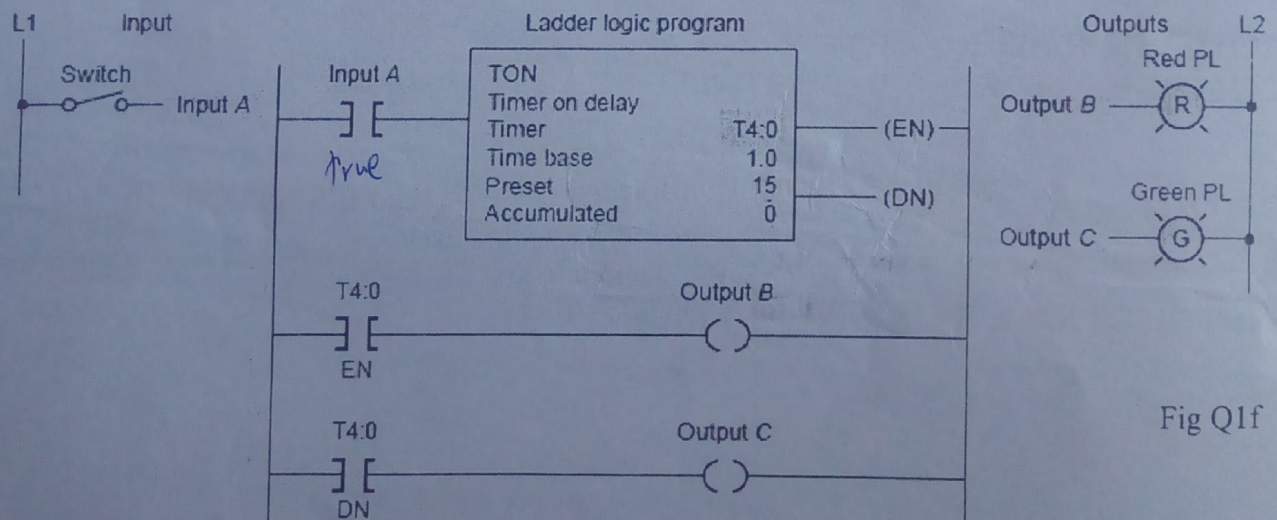 L1 Input Ladder logic program Outputs L2
Red PL
Switch Input A TON
Input A Timer on delay Output B R
Timer T4:0 (EN)
true Time base 1.0
Preset 15 (DN) Green PL
Accumulated 0
Output C G
T4:0 Output B
EN
T4:0 Output C Fig Q1f
DN